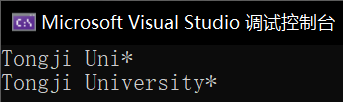 C:\ Microsoft Visual Studio 调试控制台
Tongji Uni*
Tongji University*